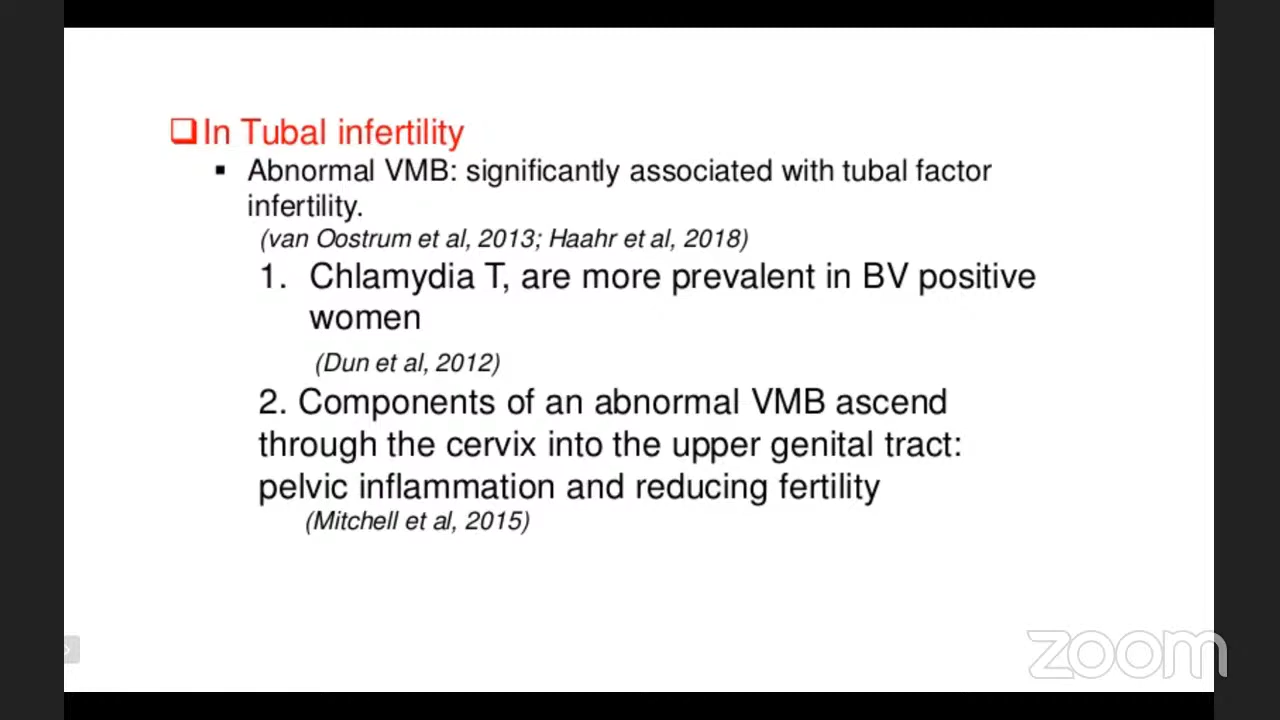 In Tubal infertility
Abnormal VMB: significantly associated with tubal factor
infertility.
(van Oostrum et al, 2013; Haahr et al, 2018)
1. Chlamydia T, are more prevalent in BV positive
women
(Dun et al, 2012)
2. Components of an abnormal VMB ascend
through the cervix into the upper genital tract:
pelvic inflammation and reducing fertility
(Mitchell et al, 2015)
zoom